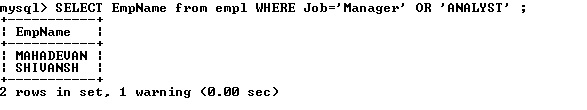 mysql> SELECT EmpName from empl WHERE Job='Manager' OR 'ANALYST' ;
+-----------+
| EmpName   |
+-----------+
| MAHADEVAN |
| SHIVANSH  |
+-----------+
2 rows in set, 1 warning (0.00 sec)